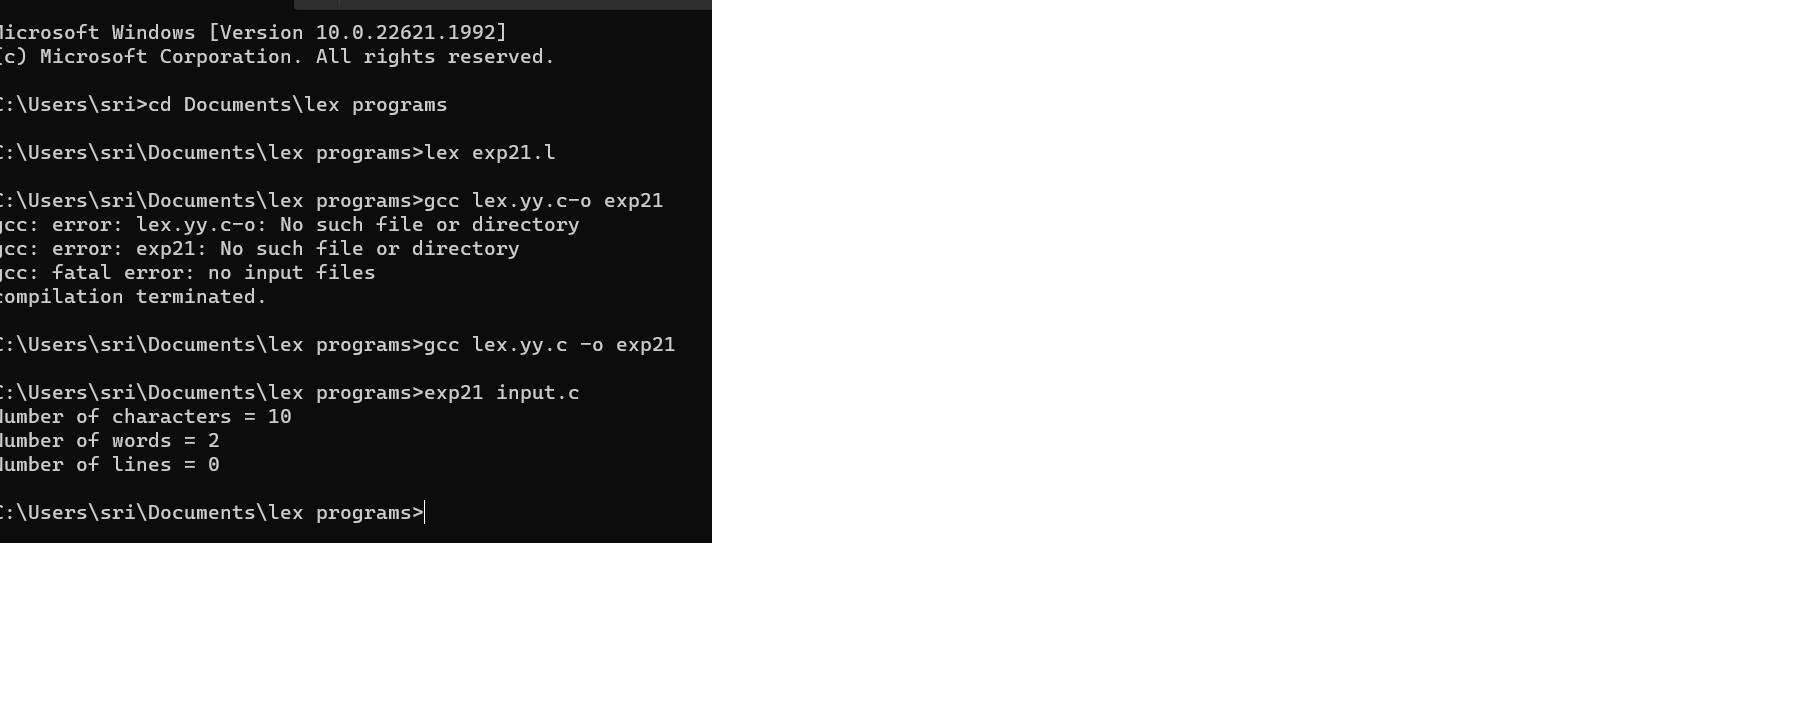 Microsoft Windows [Version 10.0.22621.1992]
(c) Microsoft Corporation. All rights reserved.
C:\Users\sri>cd Documents\lex programs
C:\Users\sri\Documents\lex programs>lex exp21.l
C:\Users\sri\Documents\lex programs>gcc lex.yy.c-o exp21
gcc: error: lex.yy.c-o: No such file or directory
gcc: error: exp21: No such file or directory
gcc: fatal error: no input files
compilation terminated.
C:\Users\sri\Documents\lex programs>gcc lex.yy.c -o exp21
C:\Users\sri\Documents\lex programs>exp21 input.c
Number of characters = 10
Number of words = 2
Number of lines = 0
C:\Users\sri\Documents\lex programs>